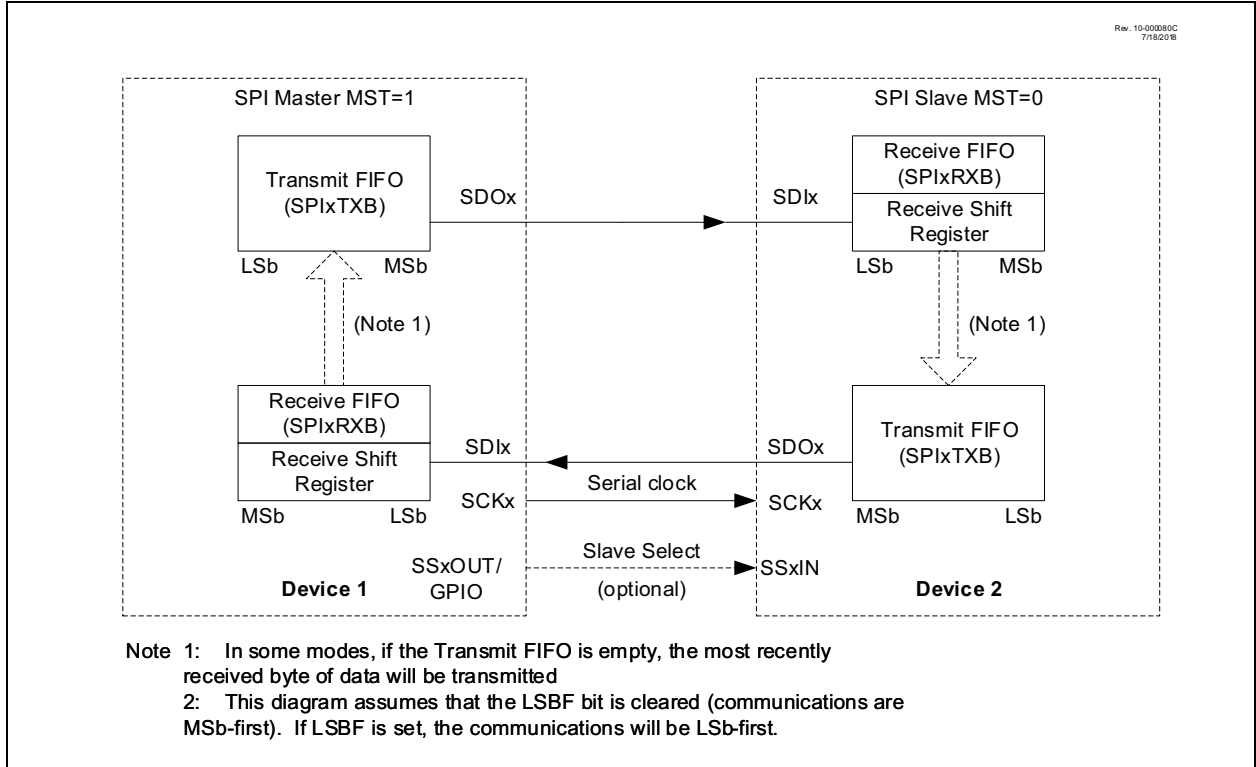 Rev. 10-000080C
7/18/2018
SPI Master MST=1
SPI Slave MST=0
Transmit FIFO
(SPIxTXB)
SDOx
SDIx
Receive FIFO
(SPIxRXB)
Receive Shift
Register
LSb
MSb
LSb
MSb
(Note 1)
(Note 1)
Receive FIFO
(SPIxRXB)
Receive Shift
Register
SDIx
SDOx
Transmit FIFO
(SPIxTXB)
Serial clock
SCKx
SCKx
MSb
LSb
MSb
LSb
Slave Select
(optional)
SSxOUT/
GPIO
SSxIN
Device 1
Device 2
Note 1: In some modes, if the Transmit FIFO is empty, the most recently
received byte of data will be transmitted
2: This diagram assumes that the LSBF bit is cleared (communications are
MSb-first). If LSBF is set, the communications will be LSb-first.